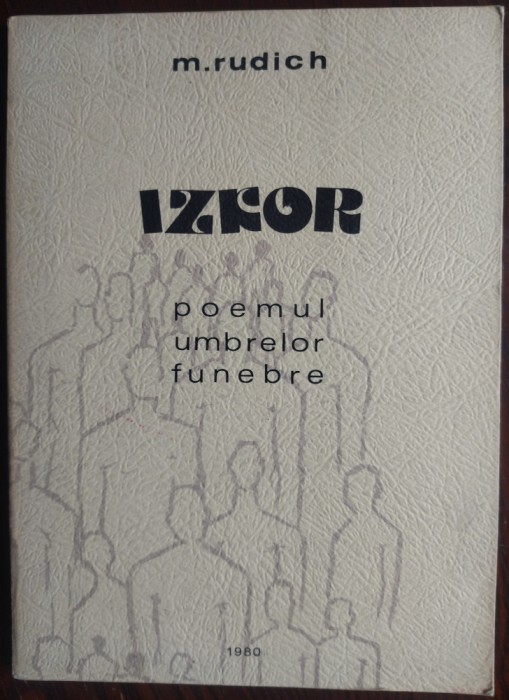 m.rudich
IZKOR
poemul
umbrelor
funebre
1980